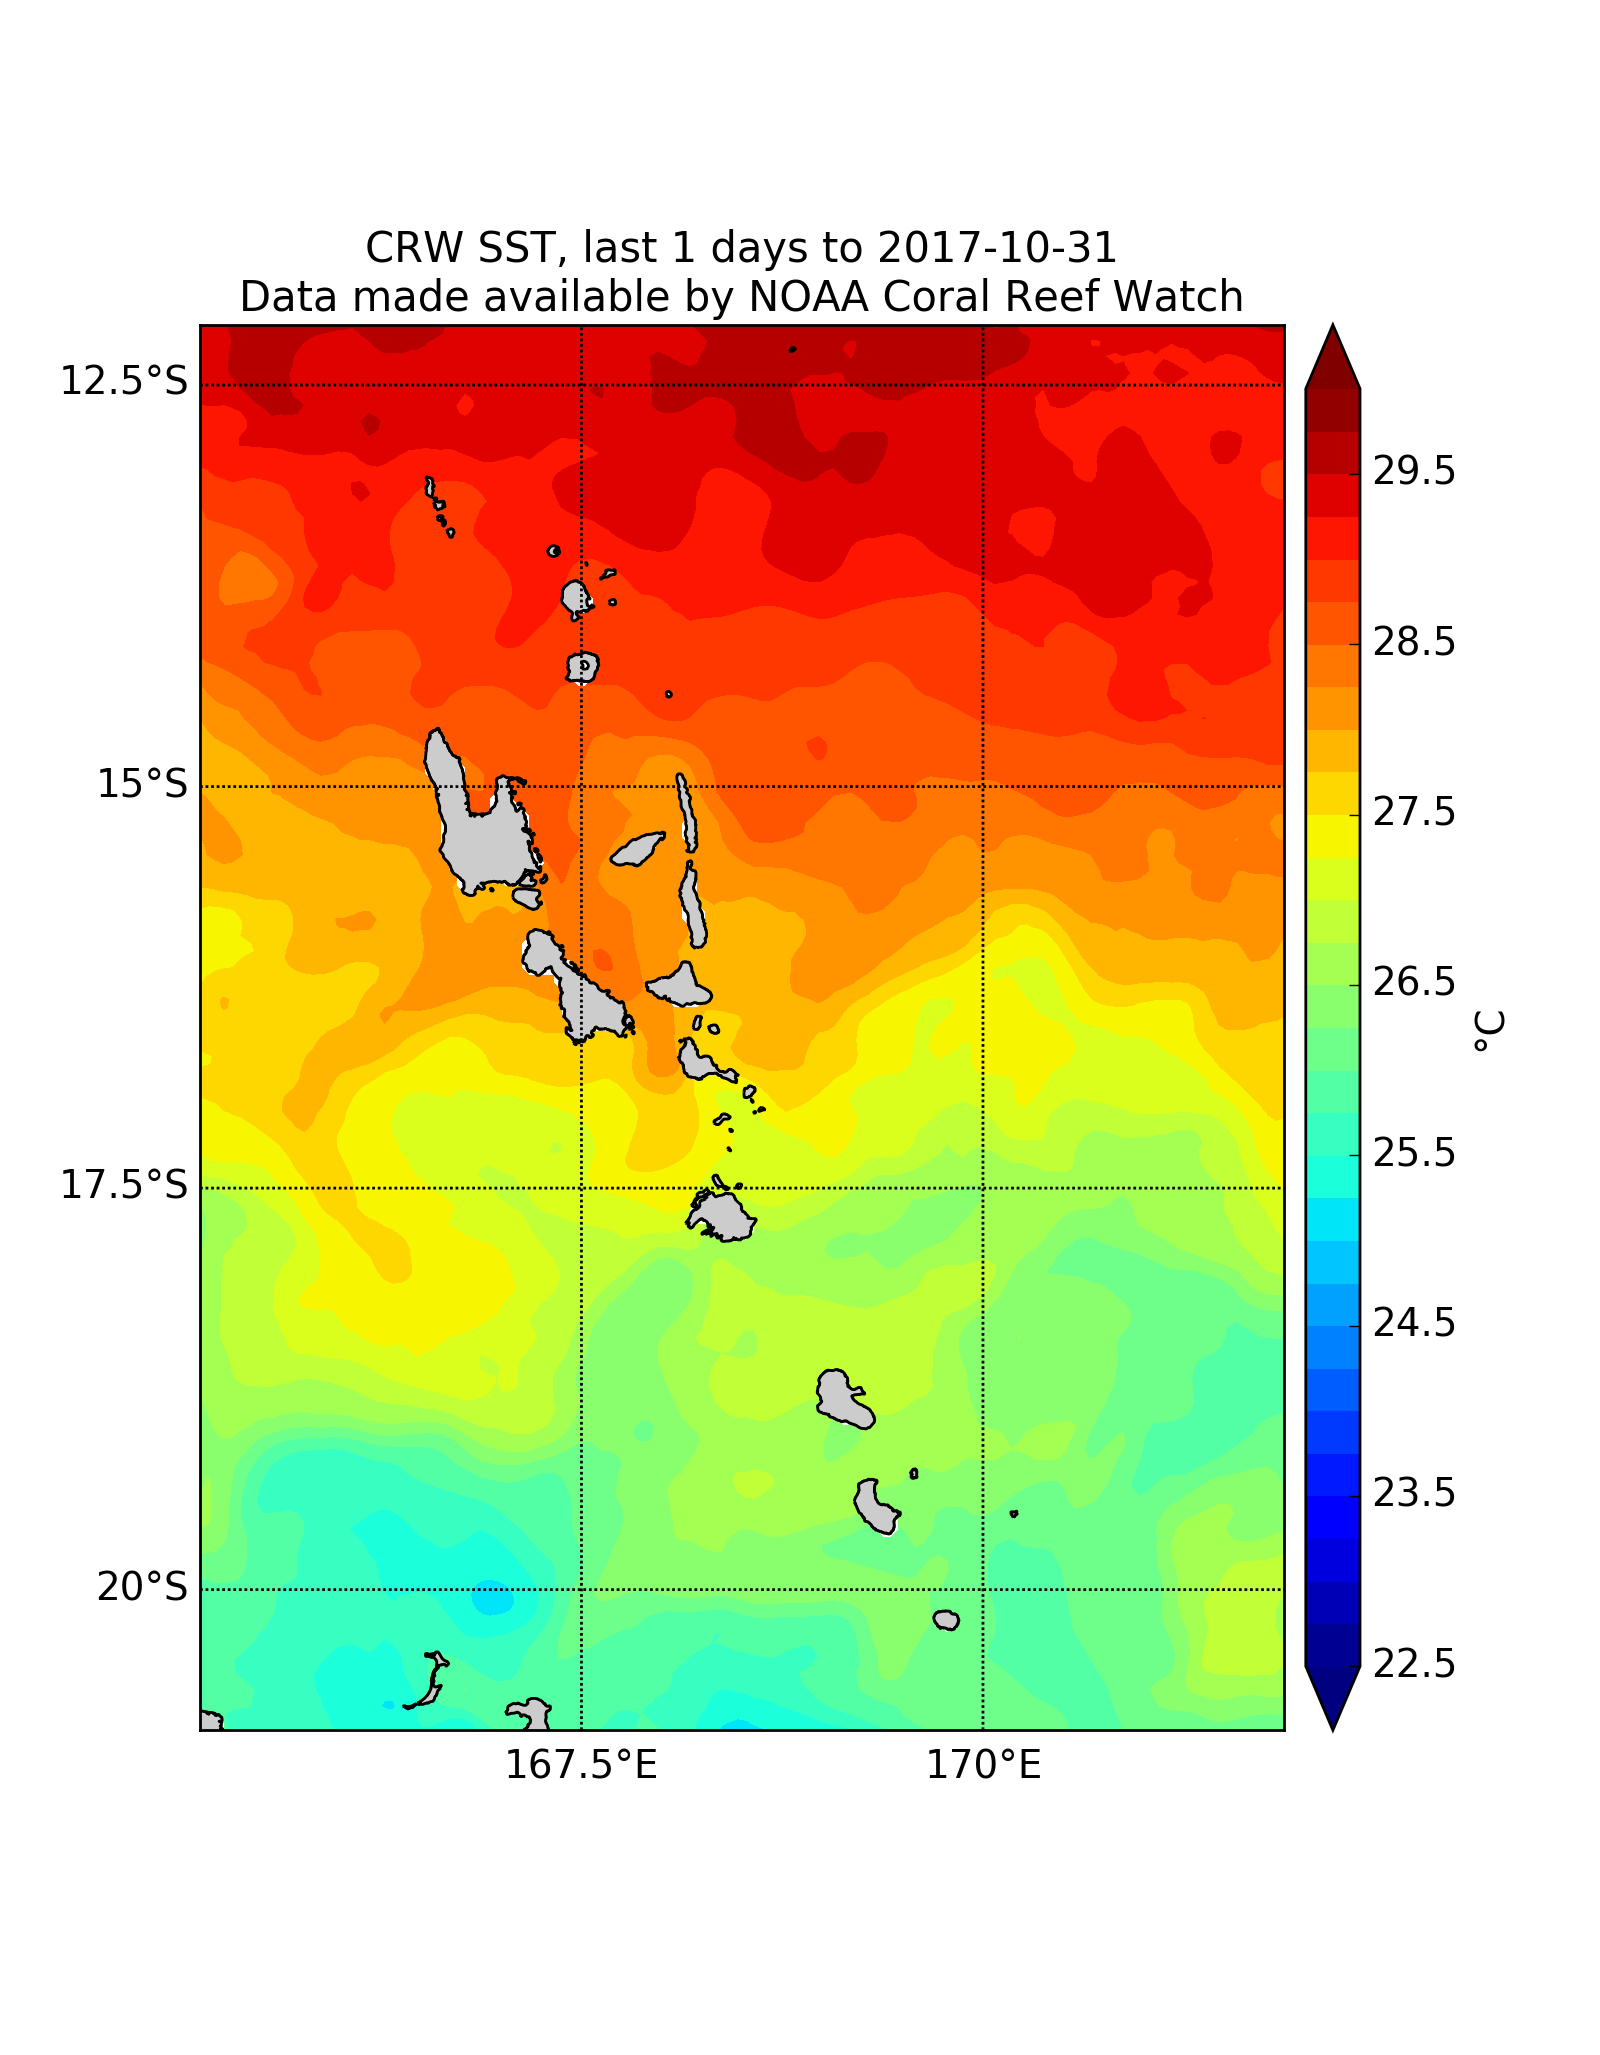 CRW SST, last 1 days to 2017-10-31
Data made available by NOAA Coral Reef Watch
12.5°S
15°S
17.5°S
20°S
167.5°E
170°E
29.5
28.5
27.5
26.5
25.5
24.5
23.5
22.5
°C